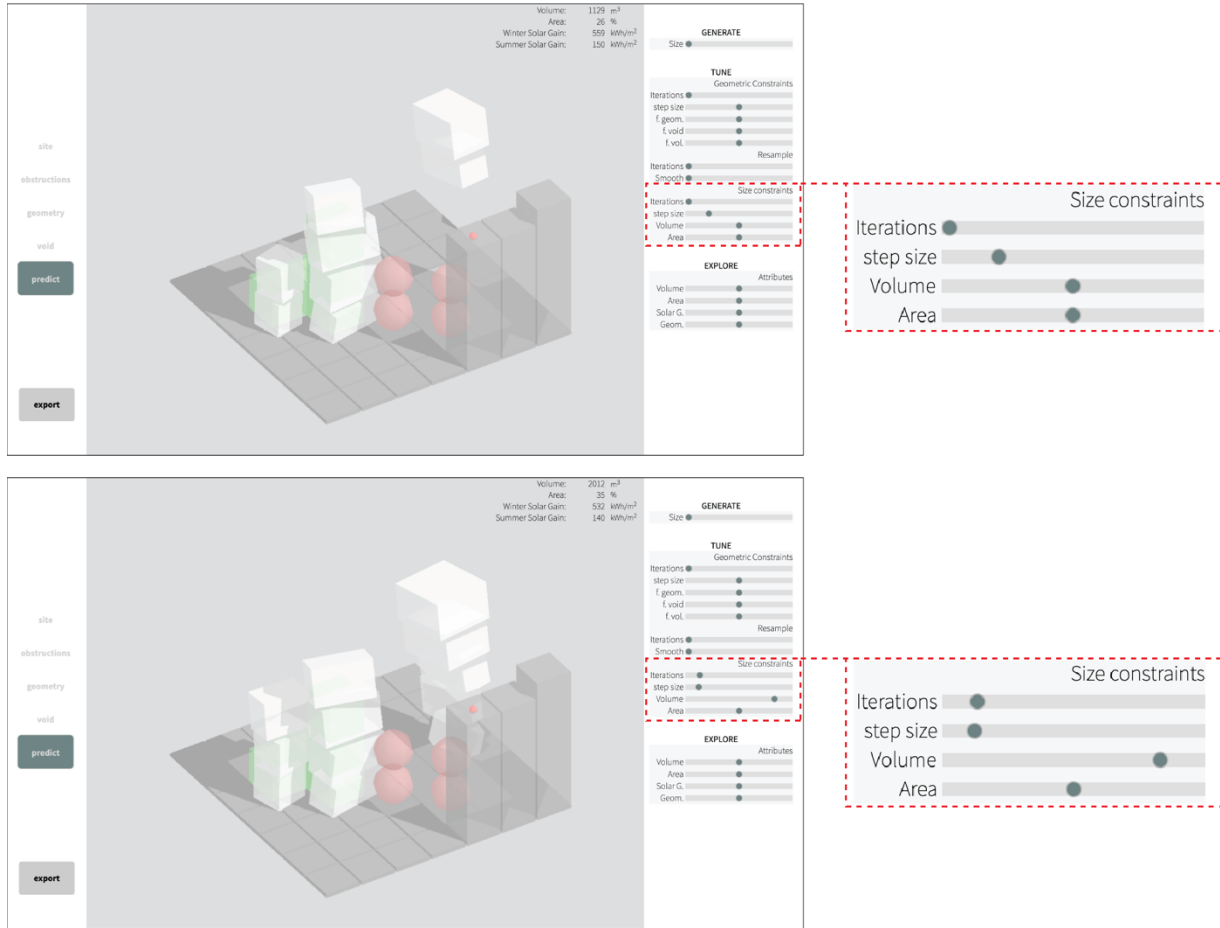 Volume: 1129 m³
Area: 26 %
Winter Solar Gain: 559 kWh/m²
Summer Solar Gain: 150 kWh/m²
GENERATE
Size
TUNE
Geometric Constraints
Iterations
step size
f. geom.
f. void
f. vol.
Resample
Iterations
Smooth
Size constraints
Iterations
step size
Volume
Area
EXPLORE
Attributes
Volume
Area
Solar G.
Geom.
site
obstructions
geometry
void
predict
export
Size constraints
Iterations
step size
Volume
Area
Volume: 2012 m³
Area: 35 %
Winter Solar Gain: 532 kWh/m²
Summer Solar Gain: 140 kWh/m²
GENERATE
Size
TUNE
Geometric Constraints
Iterations
step size
f. geom.
f. void
f. vol.
Resample
Iterations
Smooth
Size constraints
Iterations
step size
Volume
Area
EXPLORE
Attributes
Volume
Area
Solar G.
Geom.
site
obstructions
geometry
void
predict
export
Size constraints
Iterations
step size
Volume
Area